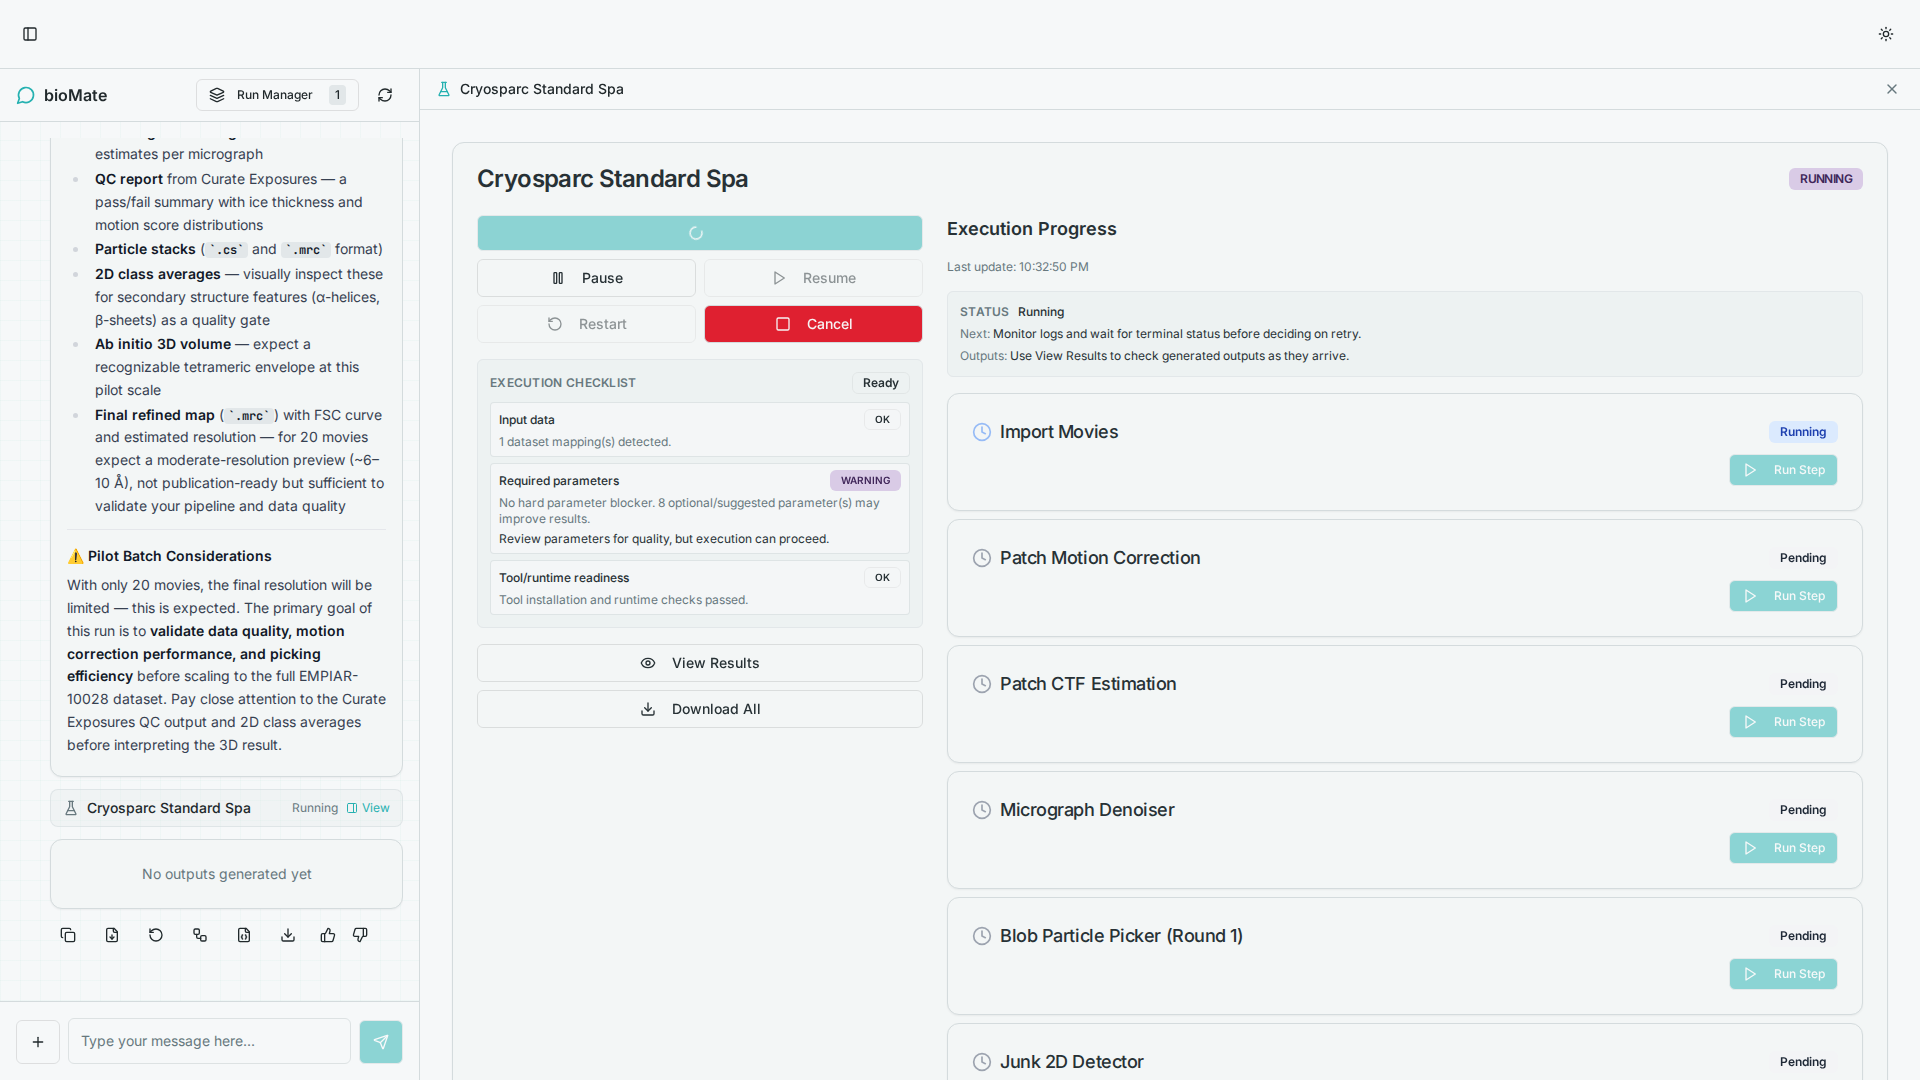 bioMate
Run Manager 1
estimates per micrograph
QC report from Curate Exposures — a
pass/fail summary with ice thickness and
motion score distributions
Particle stacks (`.cs` and `.mrc` format)
2D class averages — visually inspect these
for secondary structure features (α-helices,
β-sheets) as a quality gate
Ab initio 3D volume — expect a
recognizable tetrameric envelope at this
pilot scale
Final refined map (`.mrc`) with FSC curve
and estimated resolution — for 20 movies
expect a moderate-resolution preview (~6–
10 Å), not publication-ready but sufficient to
validate your pipeline and data quality
⚠️ Pilot Batch Considerations
With only 20 movies, the final resolution will be
limited — this is expected. The primary goal of
this run is to validate data quality, motion
correction performance, and picking
efficiency before scaling to the full EMPIAR-
10028 dataset. Pay close attention to the Curate
Exposures QC output and 2D class averages
before interpreting the 3D result.
Cryosparc Standard Spa Running View
No outputs generated yet
Type your message here...
Cryosparc Standard Spa
Cryosparc Standard Spa
RUNNING
Pause
Resume
Restart
Cancel
EXECUTION CHECKLIST Ready
Input data OK
1 dataset mapping(s) detected.
Required parameters WARNING
No hard parameter blocker. 8 optional/suggested parameter(s) may
improve results.
Review parameters for quality, but execution can proceed.
Tool/runtime readiness OK
Tool installation and runtime checks passed.
View Results
Download All
Execution Progress
Last update: 10:32:50 PM
STATUS Running
Next: Monitor logs and wait for terminal status before deciding on retry.
Outputs: Use View Results to check generated outputs as they arrive.
Import Movies Running
Run Step
Patch Motion Correction Pending
Run Step
Patch CTF Estimation Pending
Run Step
Micrograph Denoiser Pending
Run Step
Blob Particle Picker (Round 1) Pending
Run Step
Junk 2D Detector Pending